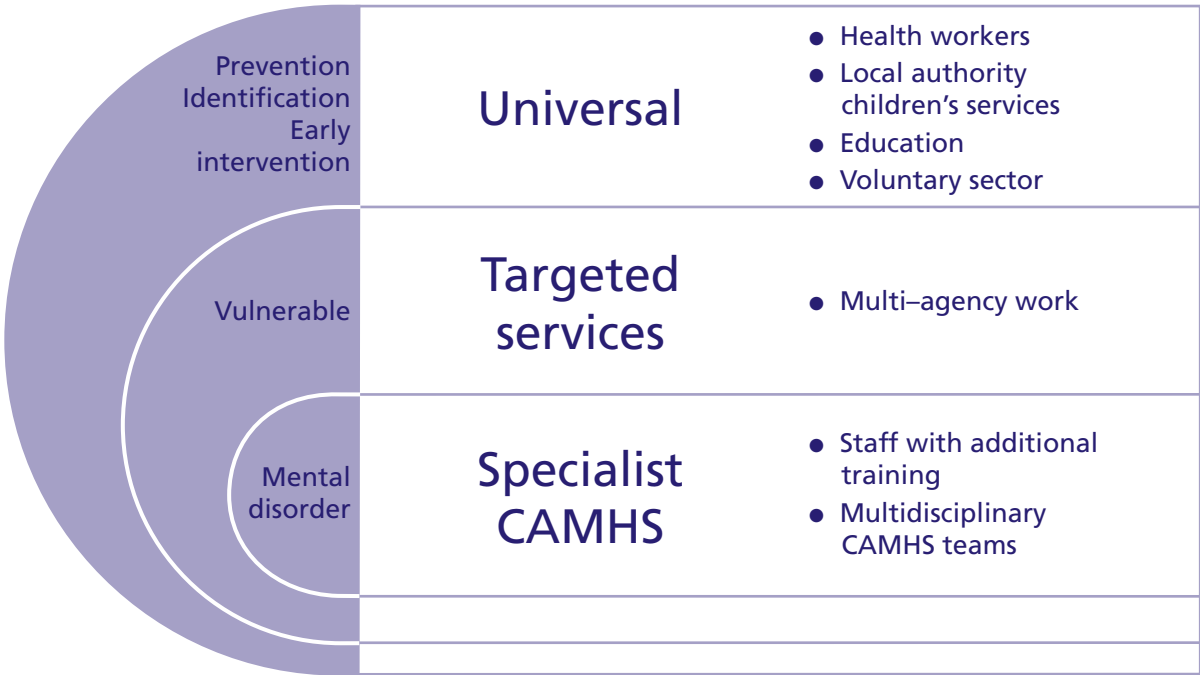 Prevention
Identification
Early
intervention
Universal
● Health workers
● Local authority
children’s services
● Education
● Voluntary sector
Vulnerable
Targeted
services
● Multi–agency work
Mental
disorder
Specialist
CAMHS
● Staff with additional
training
● Multidisciplinary
CAMHS teams